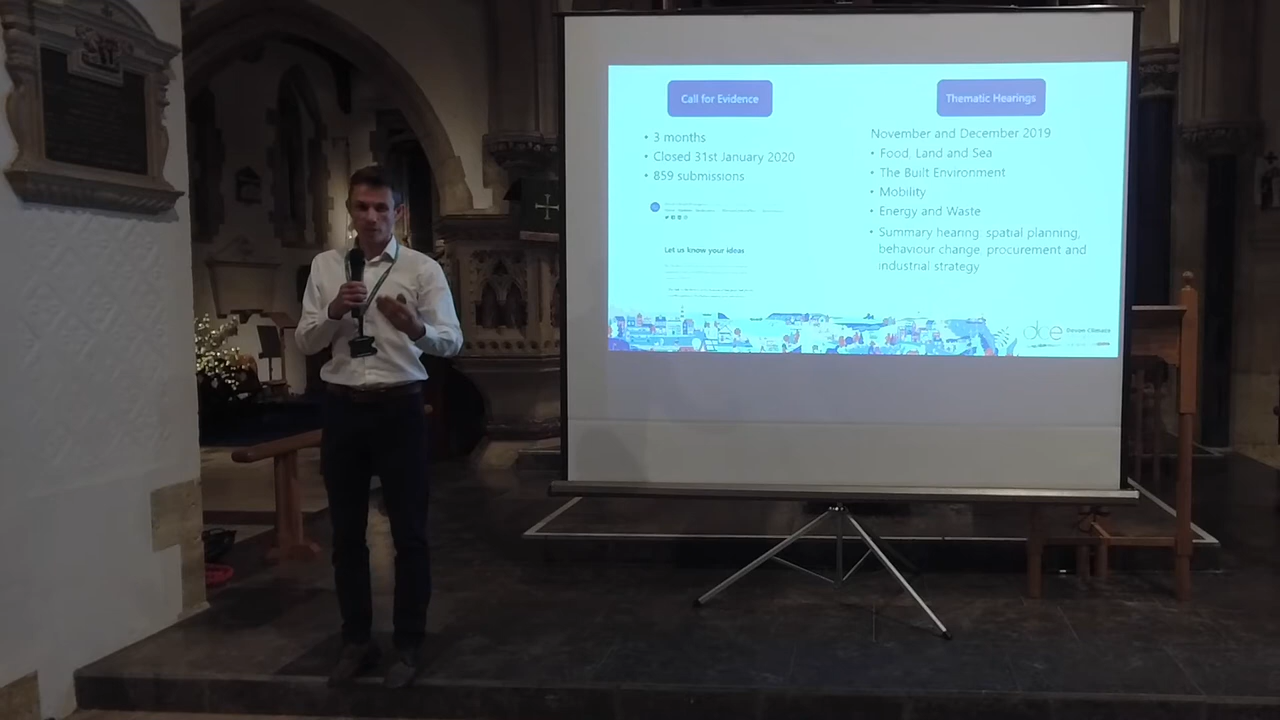 Call for Evidence
• 3 months
• Closed 31st January 2020
• 859 submissions
Let us know your ideas
Thematic Hearings
November and December 2019
• Food, Land and Sea
• The Built Environment
• Mobility
• Energy and Waste
• Summary hearing spatial planning,
behaviour change procurement and
industrial strategy
Devon Climate